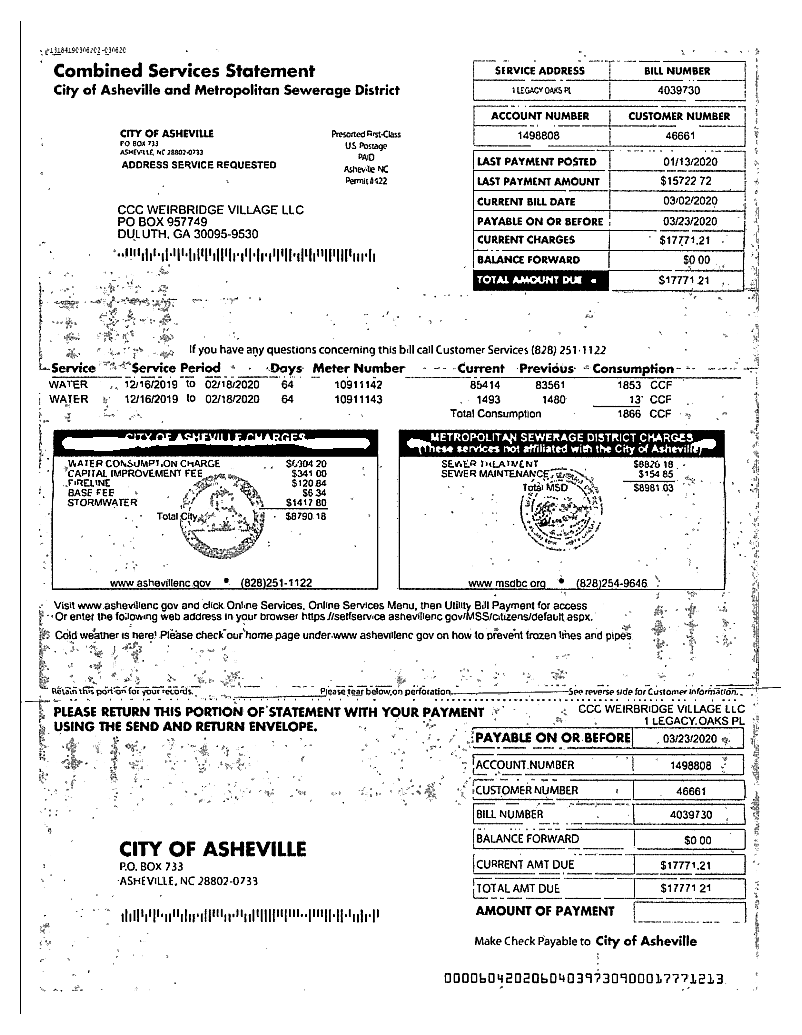 Combined Services Statement
City of Asheville and Metropolitan Sewerage District
SERVICE ADDRESS BILL NUMBER
1 LEGACY OAKS PL 4039730
ACCOUNT NUMBER CUSTOMER NUMBER
1498808 46661
CITY OF ASHEVILLE
PO BOX 733
ASHEVILLE, NC 28802-0733
ADDRESS SERVICE REQUESTED
Presorted First-Class
US Postage
PAID
Asheville NC
Permit #422
LAST PAYMENT POSTED 01/13/2020
LAST PAYMENT AMOUNT $15722 72
CURRENT BILL DATE 03/02/2020
PAYABLE ON OR BEFORE 03/23/2020
CURRENT CHARGES $17771.21
BALANCE FORWARD $0 00
TOTAL AMOUNT DUE $17771 21
CCC WEIRBRIDGE VILLAGE LLC
PO BOX 957749
DULUTH, GA 30095-9530
If you have any questions concerning this bill call Customer Services (828) 251-1122
Service Service Period Days Meter Number Current Previous Consumption
WATER 12/16/2019 to 02/18/2020 64 10911142 85414 83561 1853 CCF
WATER 12/16/2019 to 02/18/2020 64 10911143 1493 1480 13 CCF
Total Consumption 1866 CCF
CITY OF ASHEVILLE CHARGES
WATER CONSUMPTION CHARGE $6904 20
CAPITAL IMPROVEMENT FEE $341 00
FIRELINE $120 84
BASE FEE $6 34
STORMWATER $1417 80
Total City $8790 18
www ashevillenc gov • (828)251-1122
METROPOLITAN SEWERAGE DISTRICT CHARGES
(These services not affiliated with the City of Asheville)
SEWER TREATMENT $8826 18
SEWER MAINTENANCE $154 85
Total MSD $8981 03
www msdbc org • (828)254-9646
Visit www.ashevillenc gov and click Online Services, Online Services Menu, then Utility Bill Payment for access
Or enter the following web address in your browser https://selfservice ashevillenc gov/MSS/citizens/default aspx.
Cold weather is here! Please check our home page under www ashevillenc gov on how to prevent frozen lines and pipes
Retain this portion for your records. Please tear below on perforation. See reverse side for Customer Information.
PLEASE RETURN THIS PORTION OF STATEMENT WITH YOUR PAYMENT
USING THE SEND AND RETURN ENVELOPE.
CCC WEIRBRIDGE VILLAGE LLC
1 LEGACY OAKS PL
PAYABLE ON OR BEFORE 03/23/2020
ACCOUNT NUMBER 1498808
CUSTOMER NUMBER 46661
BILL NUMBER 4039730
BALANCE FORWARD $0 00
CURRENT AMT DUE $17771.21
TOTAL AMT DUE $17771 21
AMOUNT OF PAYMENT
CITY OF ASHEVILLE
P.O. BOX 733
ASHEVILLE, NC 28802-0733
Make Check Payable to City of Asheville
00006042020604039730900017771213